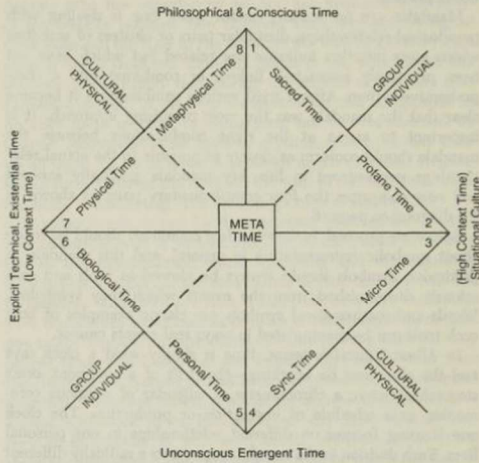 Philosophical & Conscious Time
8 1
CULTURAL
PHYSICAL
Metaphysical Time
Sacred Time
GROUP
INDIVIDUAL
Physical Time
Profane Time
Explicit Technical, Existential Time
(Low Context Time)
7
6
META
TIME
2
3
(High Context Time)
Situational Culture
Biological Time
Micro Time
GROUP
INDIVIDUAL
Personal Time
Sync Time
CULTURAL
PHYSICAL
5 4
Unconscious Emergent Time